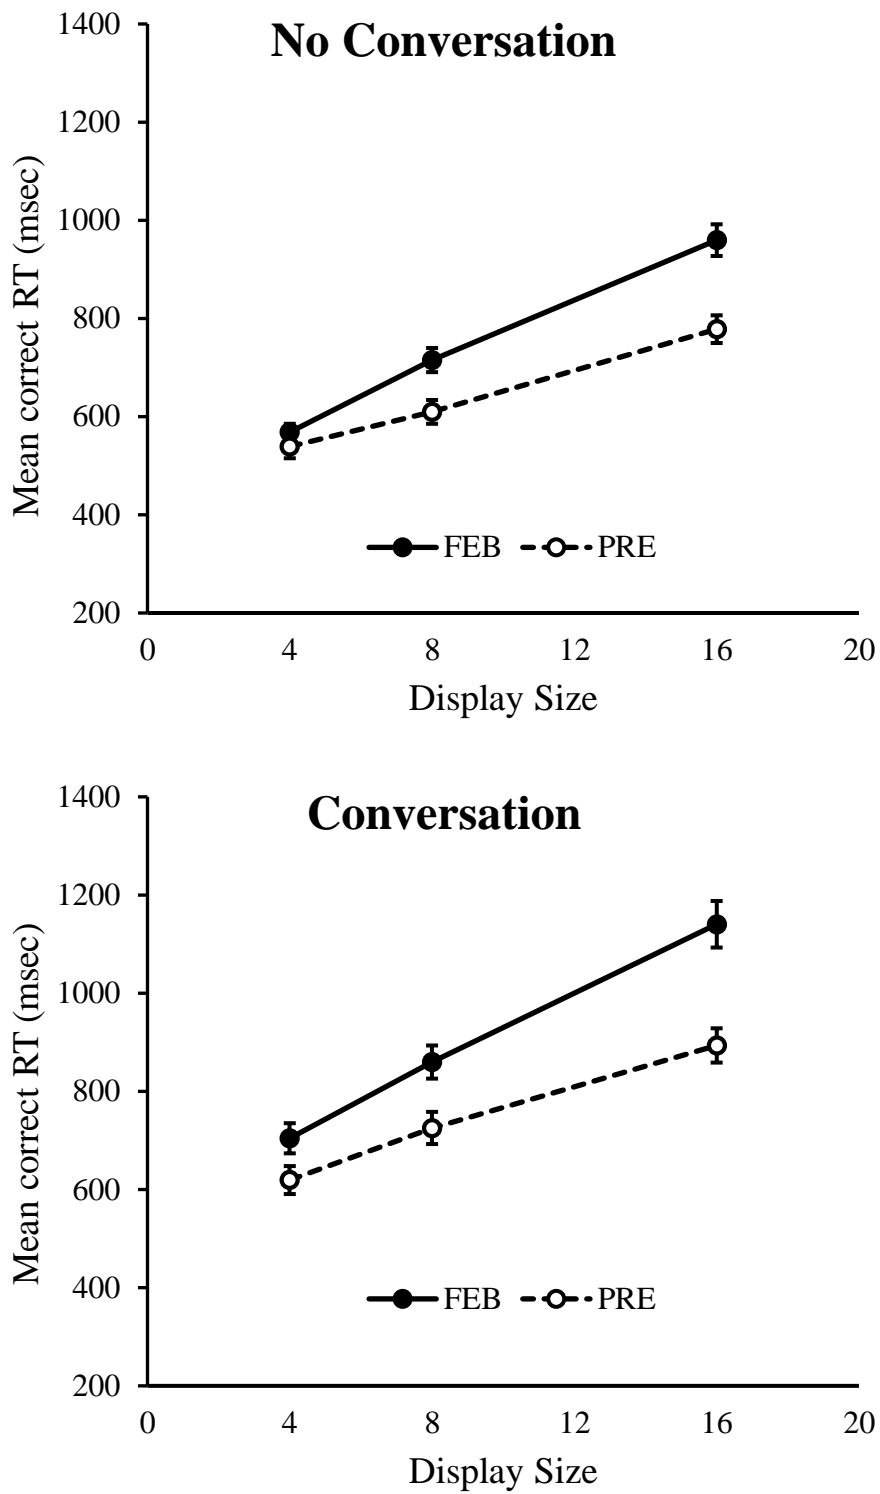 No Conversation
1400
1200
1000
800
600
400
200
Mean correct RT (msec)
FEB PRE
0 4 8 12 16 20
Display Size
Conversation
1400
1200
1000
800
600
400
200
Mean correct RT (msec)
FEB PRE
0 4 8 12 16 20
Display Size